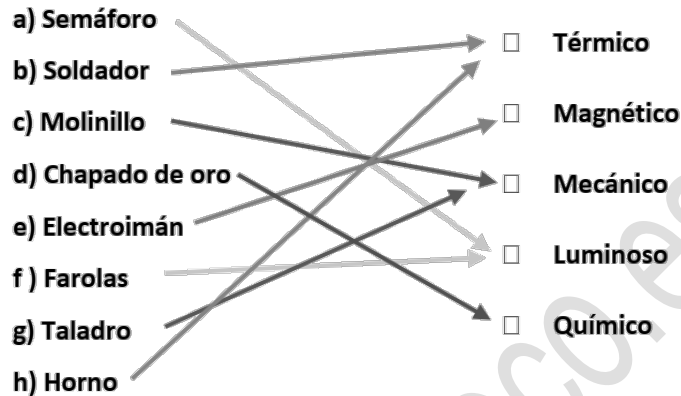 a) Semáforo
b) Soldador
c) Molinillo
d) Chapado de oro
e) Electroimán
f ) Farolas
g) Taladro
h) Horno
Térmico
Magnético
Mecánico
Luminoso
Químico